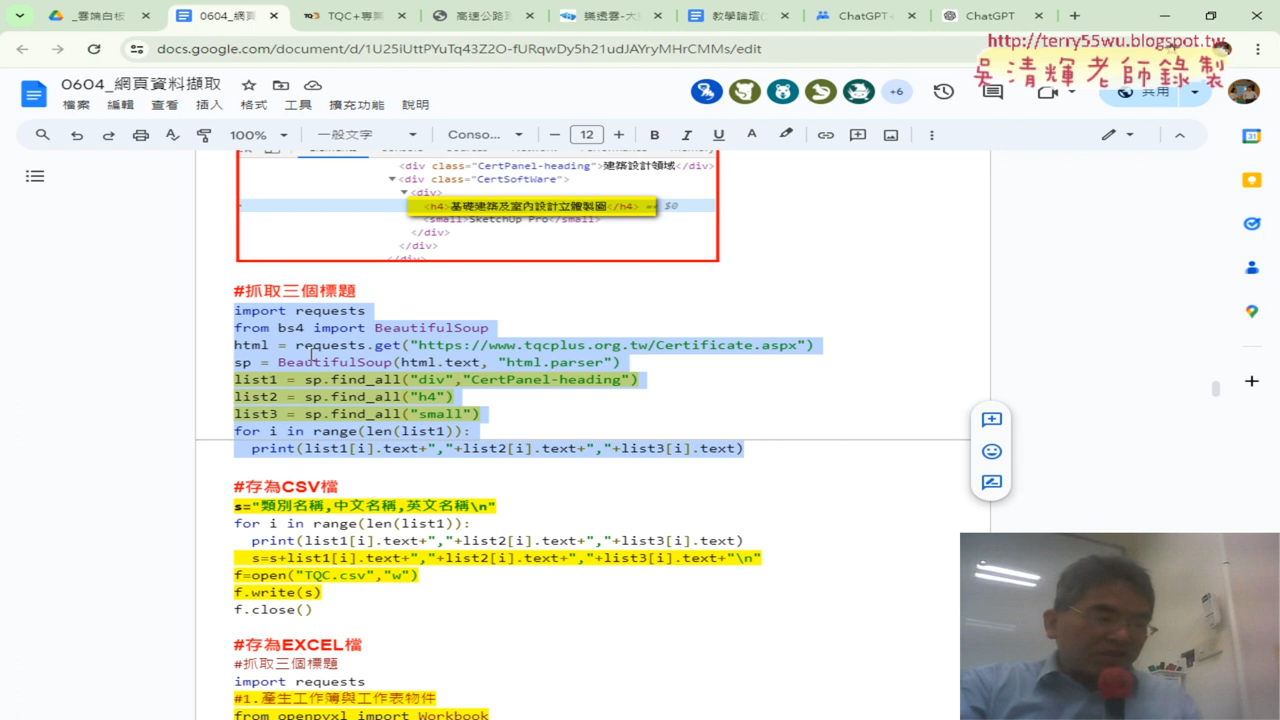 _雲端白板
0604_網頁
TQC+專業
高速公路
樂透雲-大
教學論壇(
ChatGPT+
ChatGPT
docs.google.com/document/d/1U25iUttPYuTq43Z2O-fURqwDy5h21udJAYryMHrCMMs/edit
http://terry55wu.blogspot.tw
吳清輝老師錄製
0604_網頁資料擷取
檔案 編輯 查看 插入 格式 工具 擴充功能 說明
+6
共用
100% 一般文字 Conso... 12 B I U A
<div class="CertPanel-heading">建築設計領域</div>
<div class="CertSoftWare">
<div>
<h4>基礎建築及室內設計立體製圖</h4> == $0
<small>SketchUp Pro</small>
</div>
</div>
#抓取三個標題
import requests
from bs4 import BeautifulSoup
html = requests.get("https://www.tqcplus.org.tw/Certificate.aspx")
sp = BeautifulSoup(html.text, "html.parser")
list1 = sp.find_all("div","CertPanel-heading")
list2 = sp.find_all("h4")
list3 = sp.find_all("small")
for i in range(len(list1)):
print(list1[i].text+","+list2[i].text+","+list3[i].text)
#存為CSV檔
s="類別名稱,中文名稱,英文名稱\n"
for i in range(len(list1)):
print(list1[i].text+","+list2[i].text+","+list3[i].text)
s=s+list1[i].text+","+list2[i].text+","+list3[i].text+"\n"
f=open("TQC.csv","w")
f.write(s)
f.close()
#存為EXCEL檔
#抓取三個標題
import requests
#1.產生工作簿與工作表物件
from openpyxl import Workbook